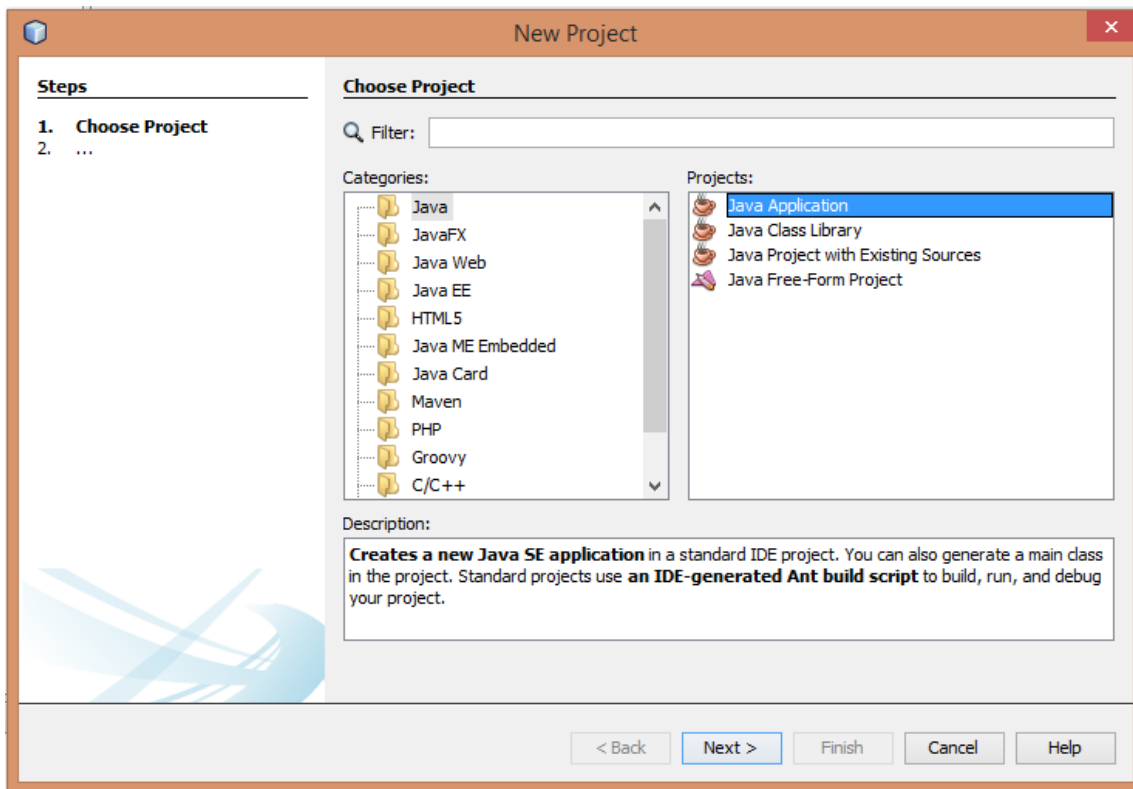 New Project
Steps
1. Choose Project
2. ...
Choose Project
Filter:
Categories:
Java
JavaFX
Java Web
Java EE
HTML5
Java ME Embedded
Java Card
Maven
PHP
Groovy
C/C++
Projects:
Java Application
Java Class Library
Java Project with Existing Sources
Java Free-Form Project
Description:
Creates a new Java SE application in a standard IDE project. You can also generate a main class
in the project. Standard projects use an IDE-generated Ant build script to build, run, and debug
your project.
< Back
Next >
Finish
Cancel
Help